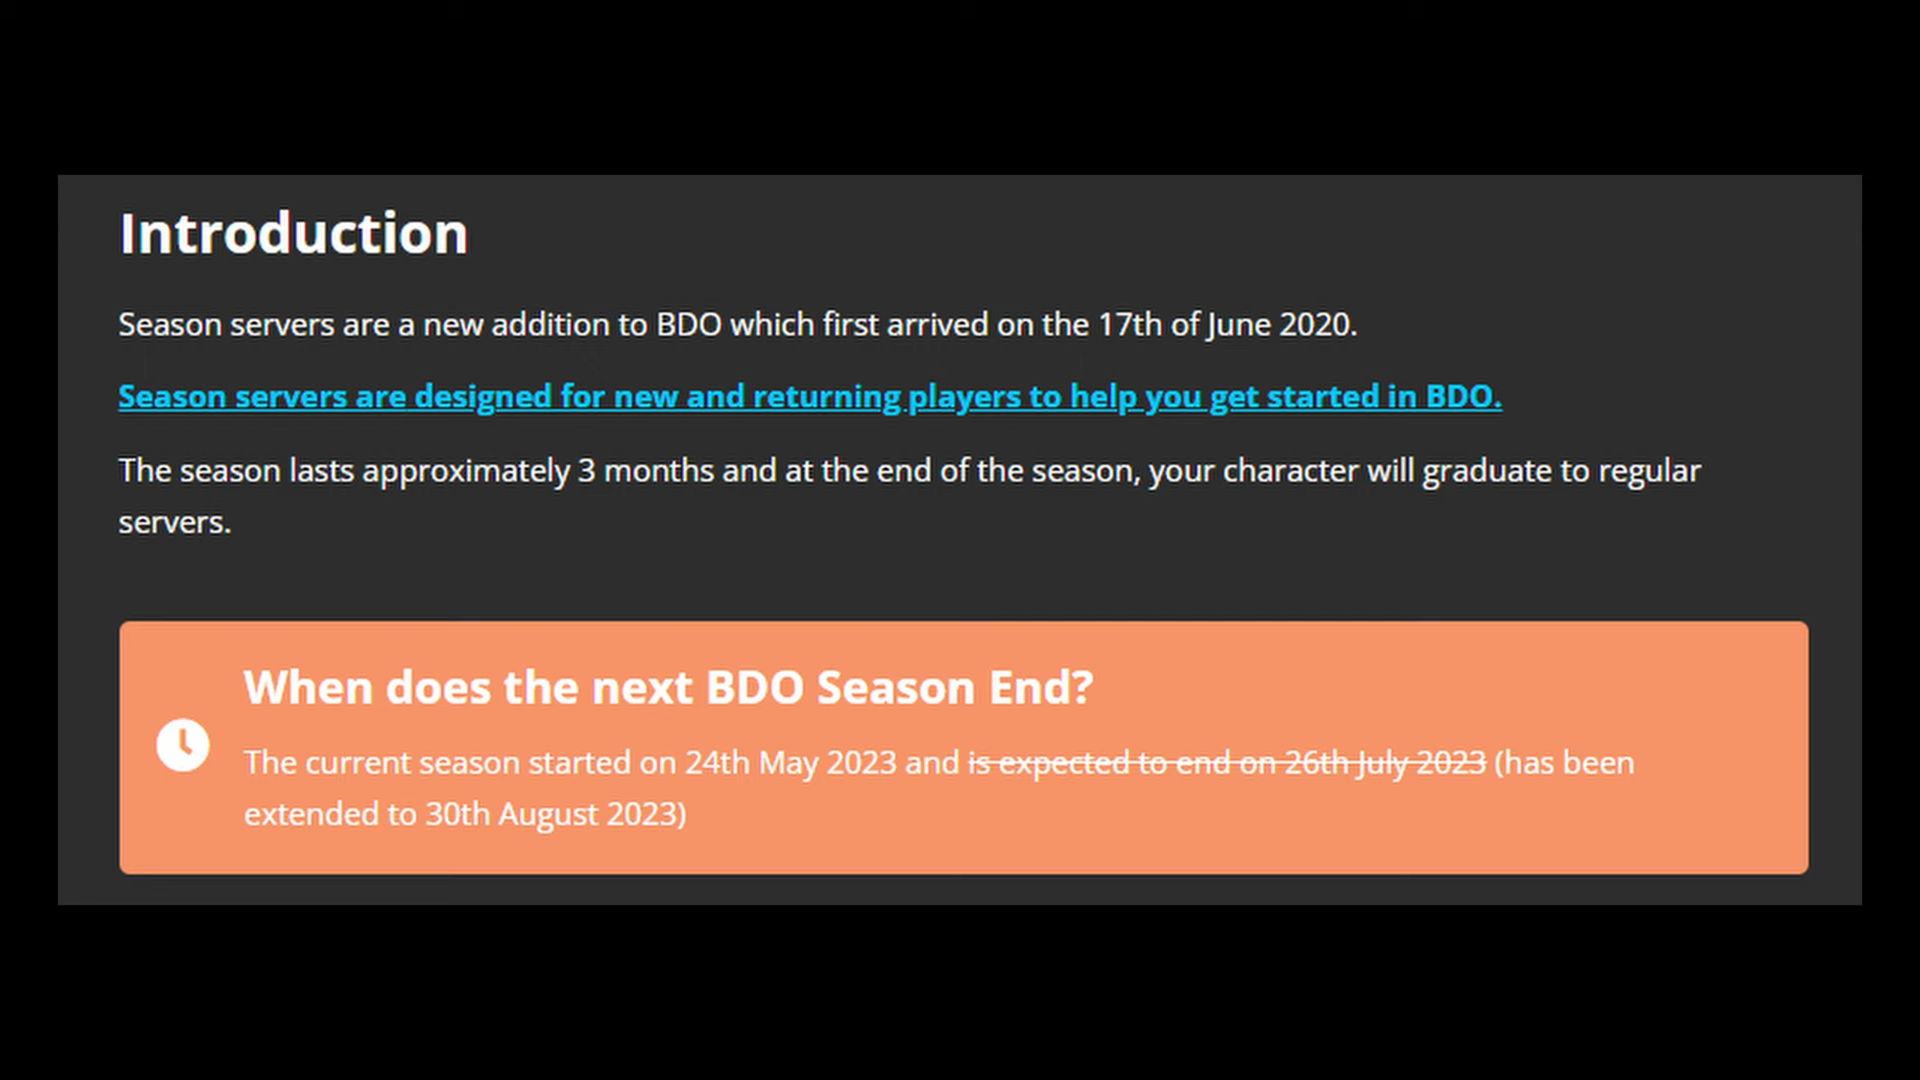 Introduction
Season servers are a new addition to BDO which first arrived on the 17th of June 2020.
Season servers are designed for new and returning players to help you get started in BDO.
The season lasts approximately 3 months and at the end of the season, your character will graduate to regular
servers.
When does the next BDO Season End?
The current season started on 24th May 2023 and is expected to end on 26th July 2023 (has been
extended to 30th August 2023)